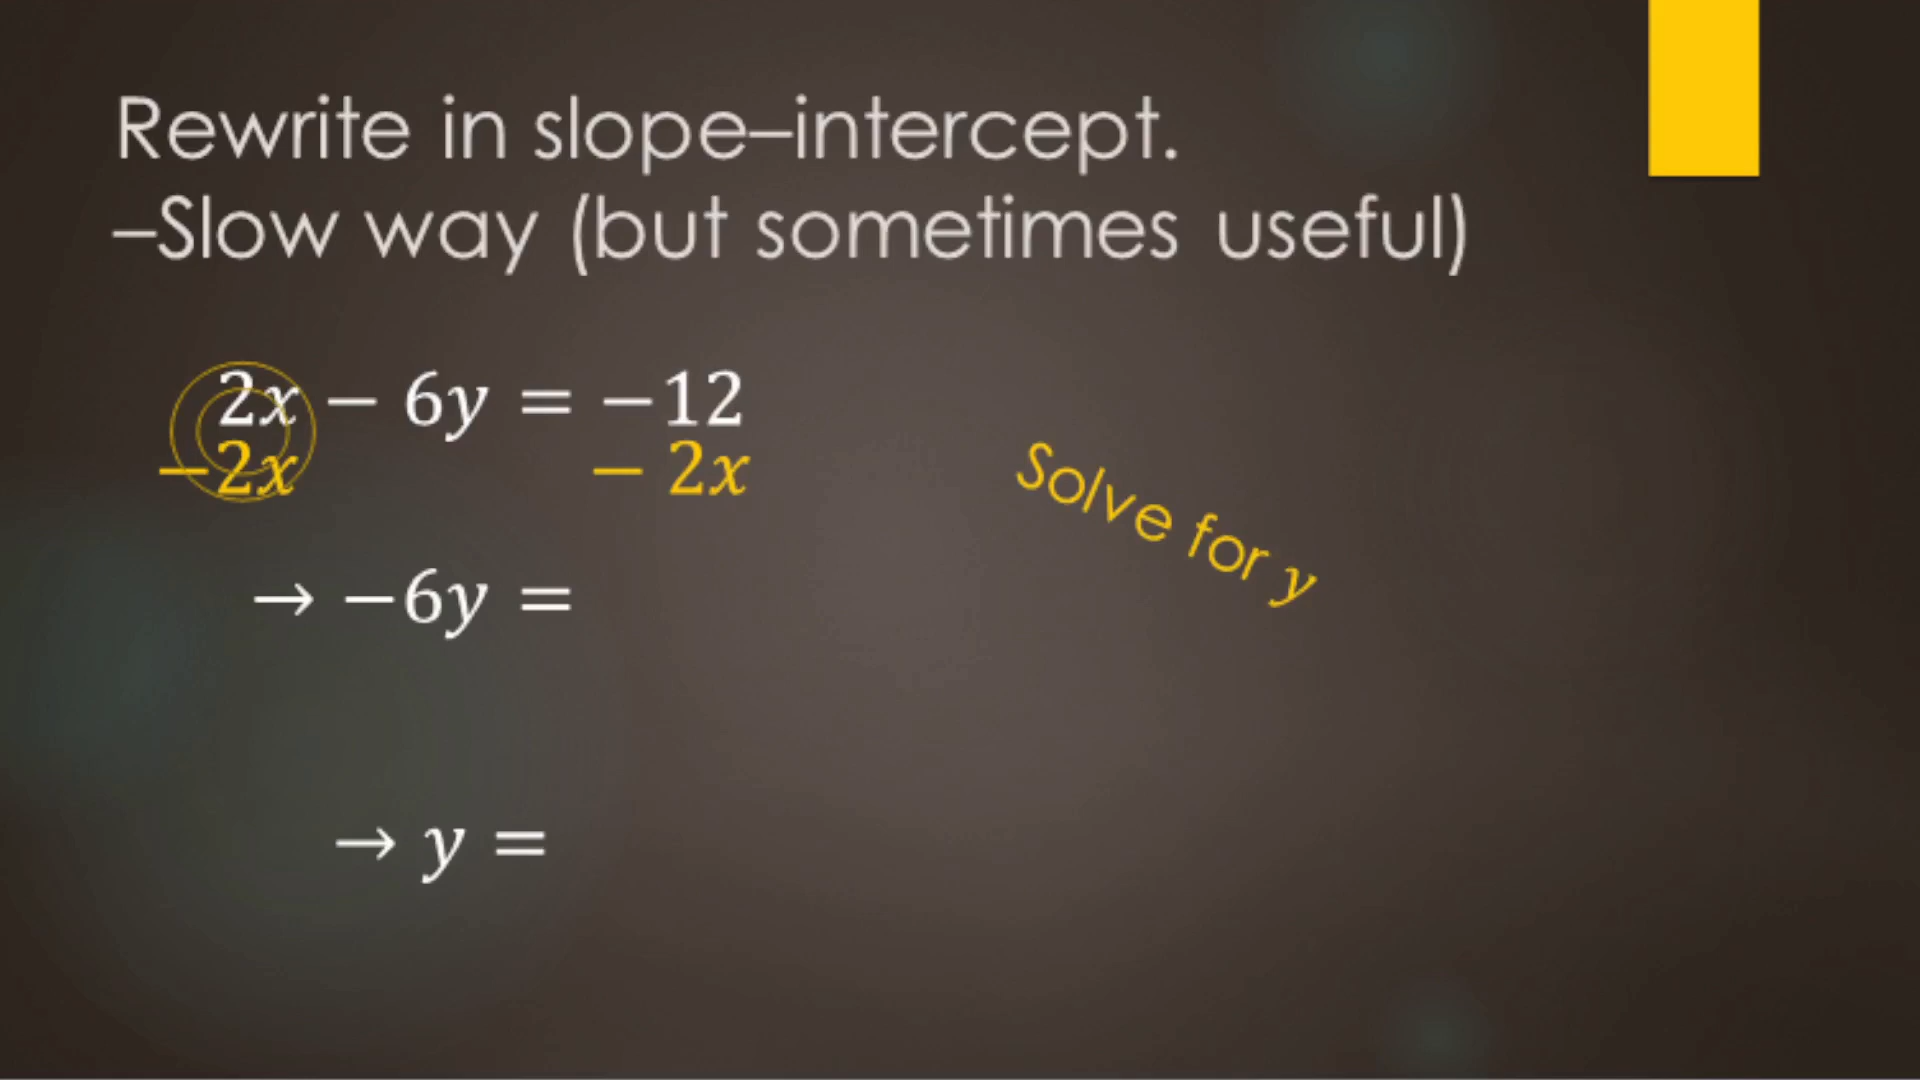 Rewrite in slope–intercept.
–Slow way (but sometimes useful)
2x − 6y = −12
−2x − 2x
Solve for y
→ −6y =
→ y =